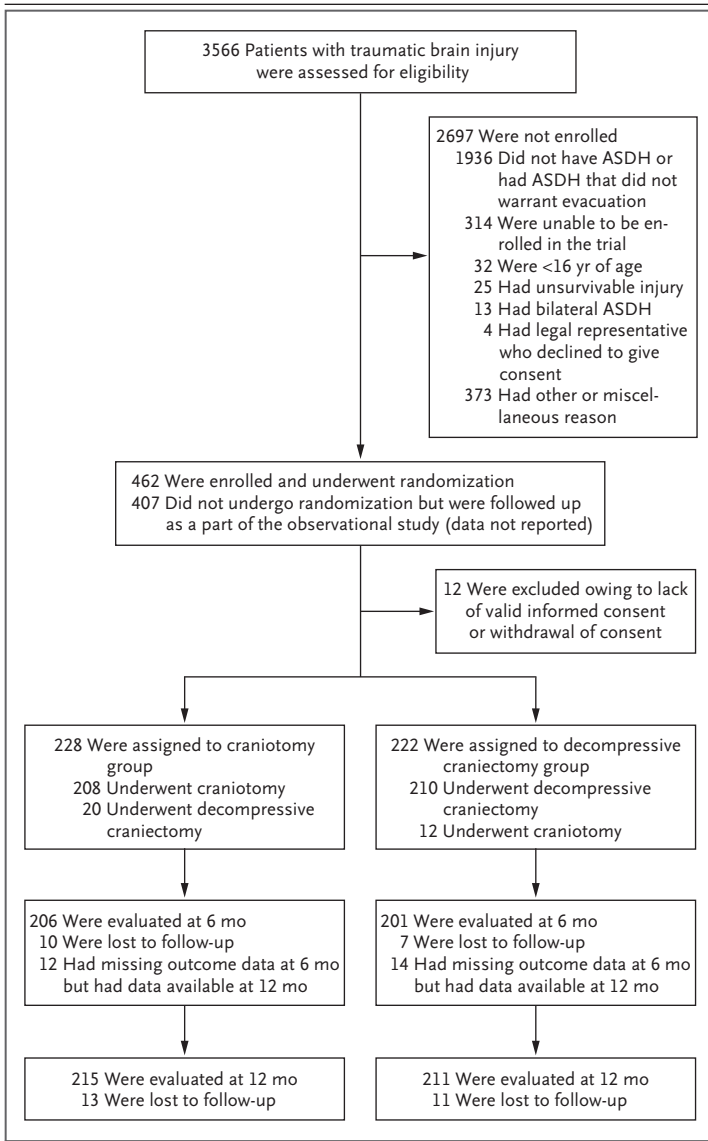 3566 Patients with traumatic brain injury
were assessed for eligibility
2697 Were not enrolled
1936 Did not have ASDH or
had ASDH that did not
warrant evacuation
314 Were unable to be en-
rolled in the trial
32 Were <16 yr of age
25 Had unsurvivable injury
13 Had bilateral ASDH
4 Had legal representative
who declined to give
consent
373 Had other or miscel-
laneous reason
462 Were enrolled and underwent randomization
407 Did not undergo randomization but were followed up
as a part of the observational study (data not reported)
12 Were excluded owing to lack
of valid informed consent
or withdrawal of consent
228 Were assigned to craniotomy
group
208 Underwent craniotomy
20 Underwent decompressive
craniectomy
222 Were assigned to decompressive
craniectomy group
210 Underwent decompressive
craniectomy
12 Underwent craniotomy
206 Were evaluated at 6 mo
10 Were lost to follow-up
12 Had missing outcome data at 6 mo
but had data available at 12 mo
201 Were evaluated at 6 mo
7 Were lost to follow-up
14 Had missing outcome data at 6 mo
but had data available at 12 mo
215 Were evaluated at 12 mo
13 Were lost to follow-up
211 Were evaluated at 12 mo
11 Were lost to follow-up